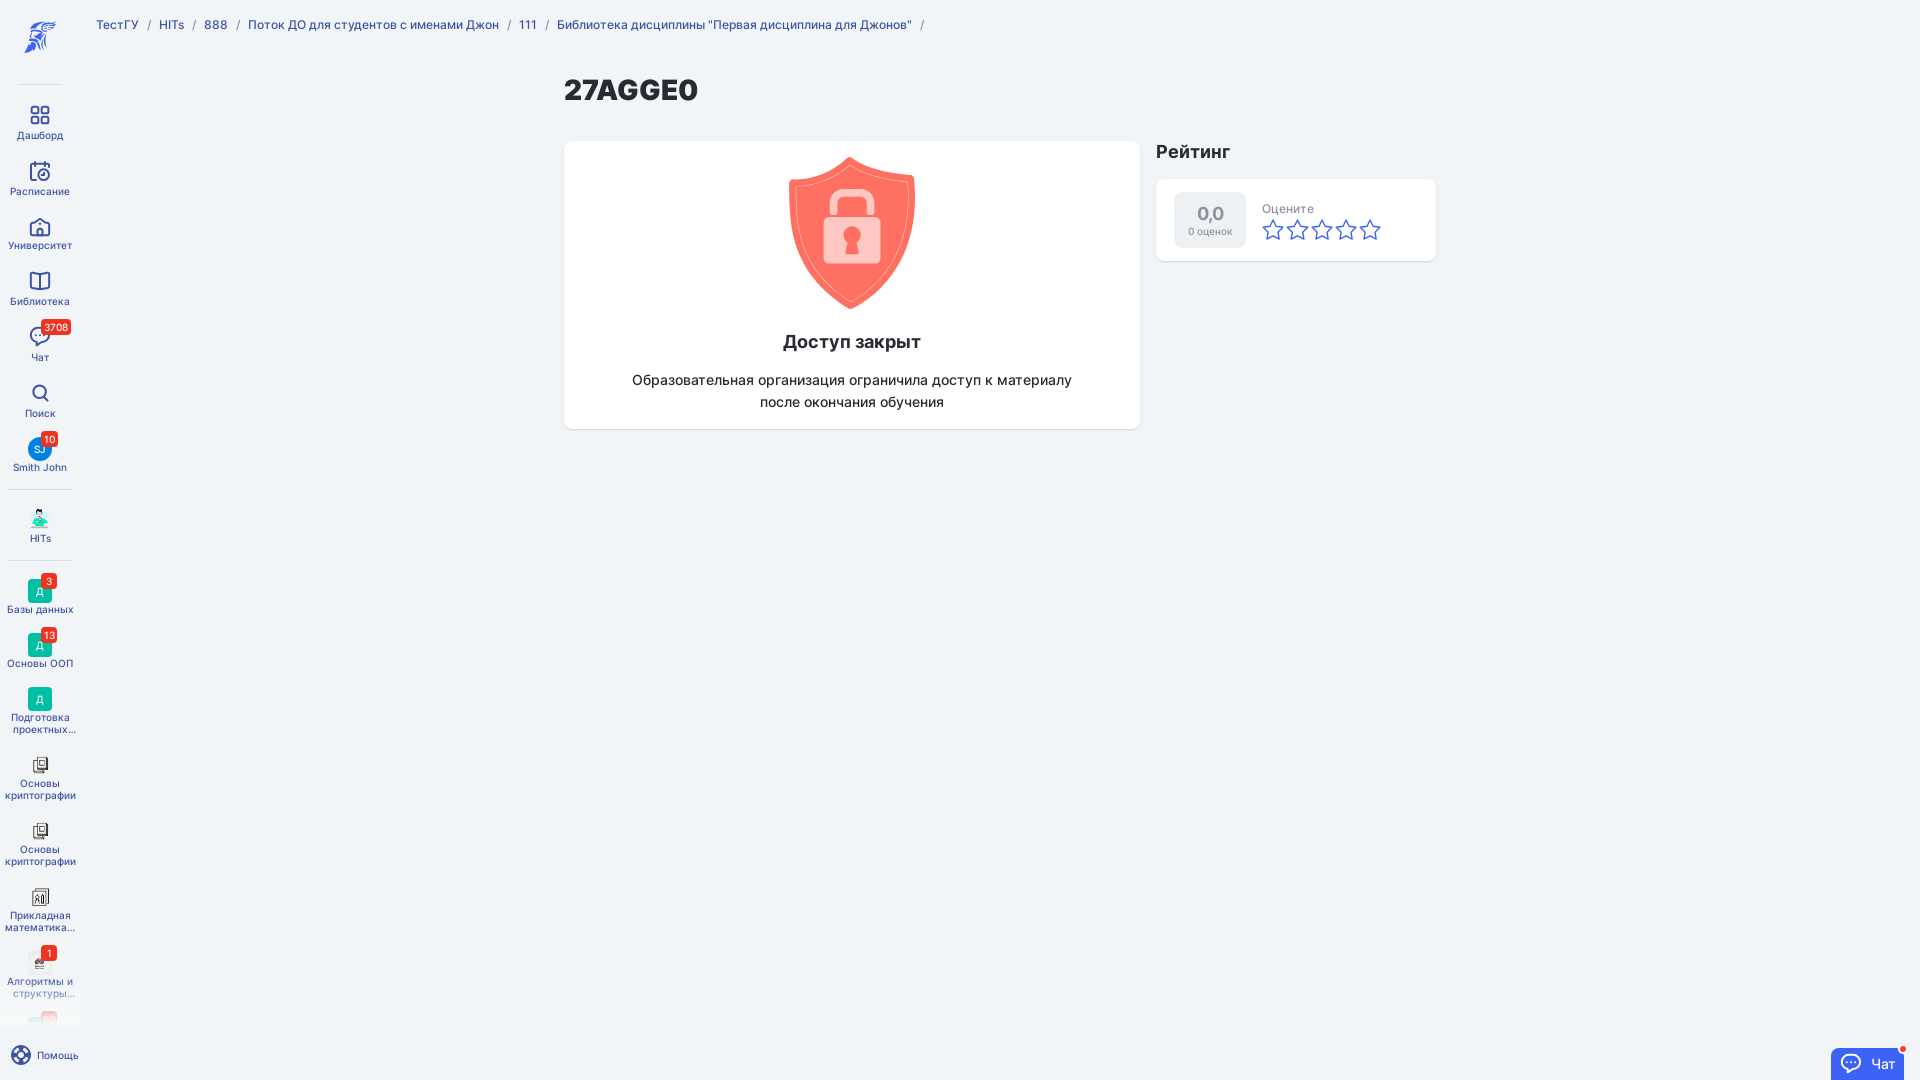 ТестГУ / HITs / 888 / Поток ДО для студентов с именами Джон / 111 / Библиотека дисциплины "Первая дисциплина для Джонов" /
27AGGE0
Доступ закрыт
Образовательная организация ограничила доступ к материалу
после окончания обучения
Рейтинг
0,0
0 оценок
Оцените
Дашборд
Расписание
Университет
Библиотека
3708
Чат
Поиск
10
SJ
Smith John
HITs
3
Д
Базы данных
13
Д
Основы ООП
Д
Подготовка
проектных...
Основы
криптографии
Основы
криптографии
Прикладная
математика...
1
Алгоритмы и
структуры...
Помощь
Чат